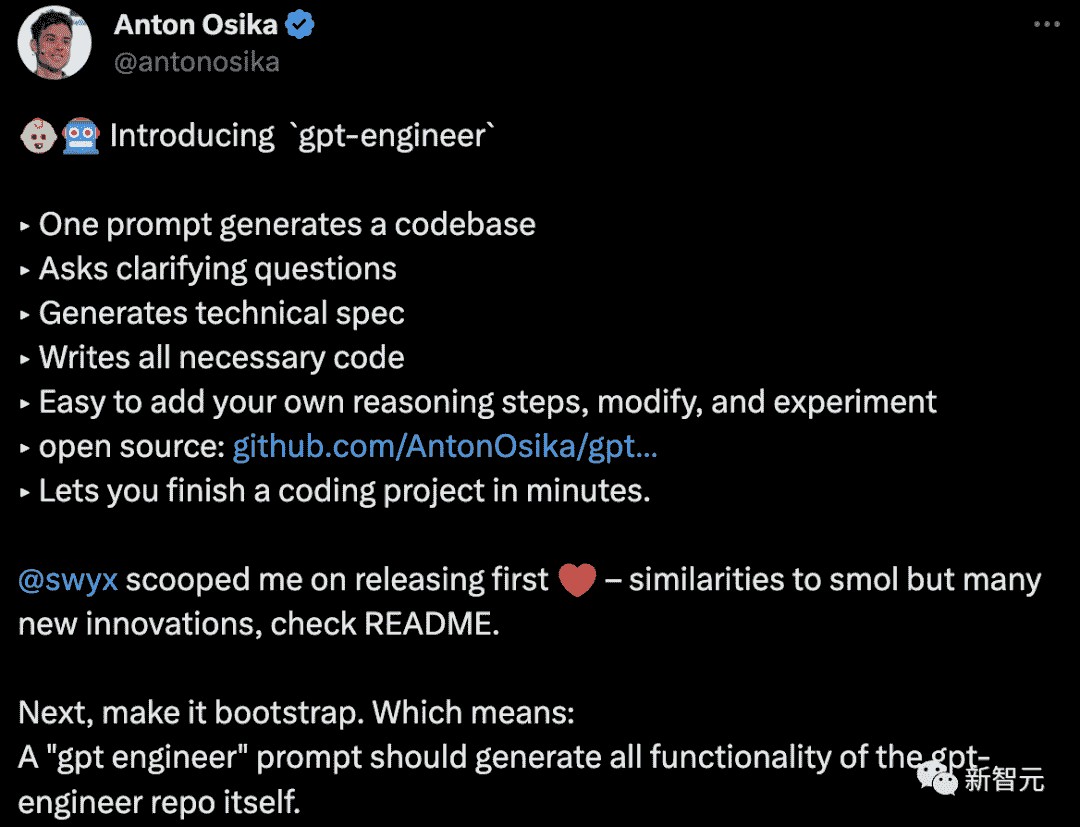 Anton Osika
@antonosika
Introducing `gpt-engineer`
▸ One prompt generates a codebase
▸ Asks clarifying questions
▸ Generates technical spec
▸ Writes all necessary code
▸ Easy to add your own reasoning steps, modify, and experiment
▸ open source: github.com/AntonOsika/gpt...
▸ Lets you finish a coding project in minutes.
@swyx scooped me on releasing first ❤️ – similarities to smol but many
new innovations, check README.
Next, make it bootstrap. Which means:
A "gpt engineer" prompt should generate all functionality of the gpt-
engineer repo itself.
新智元